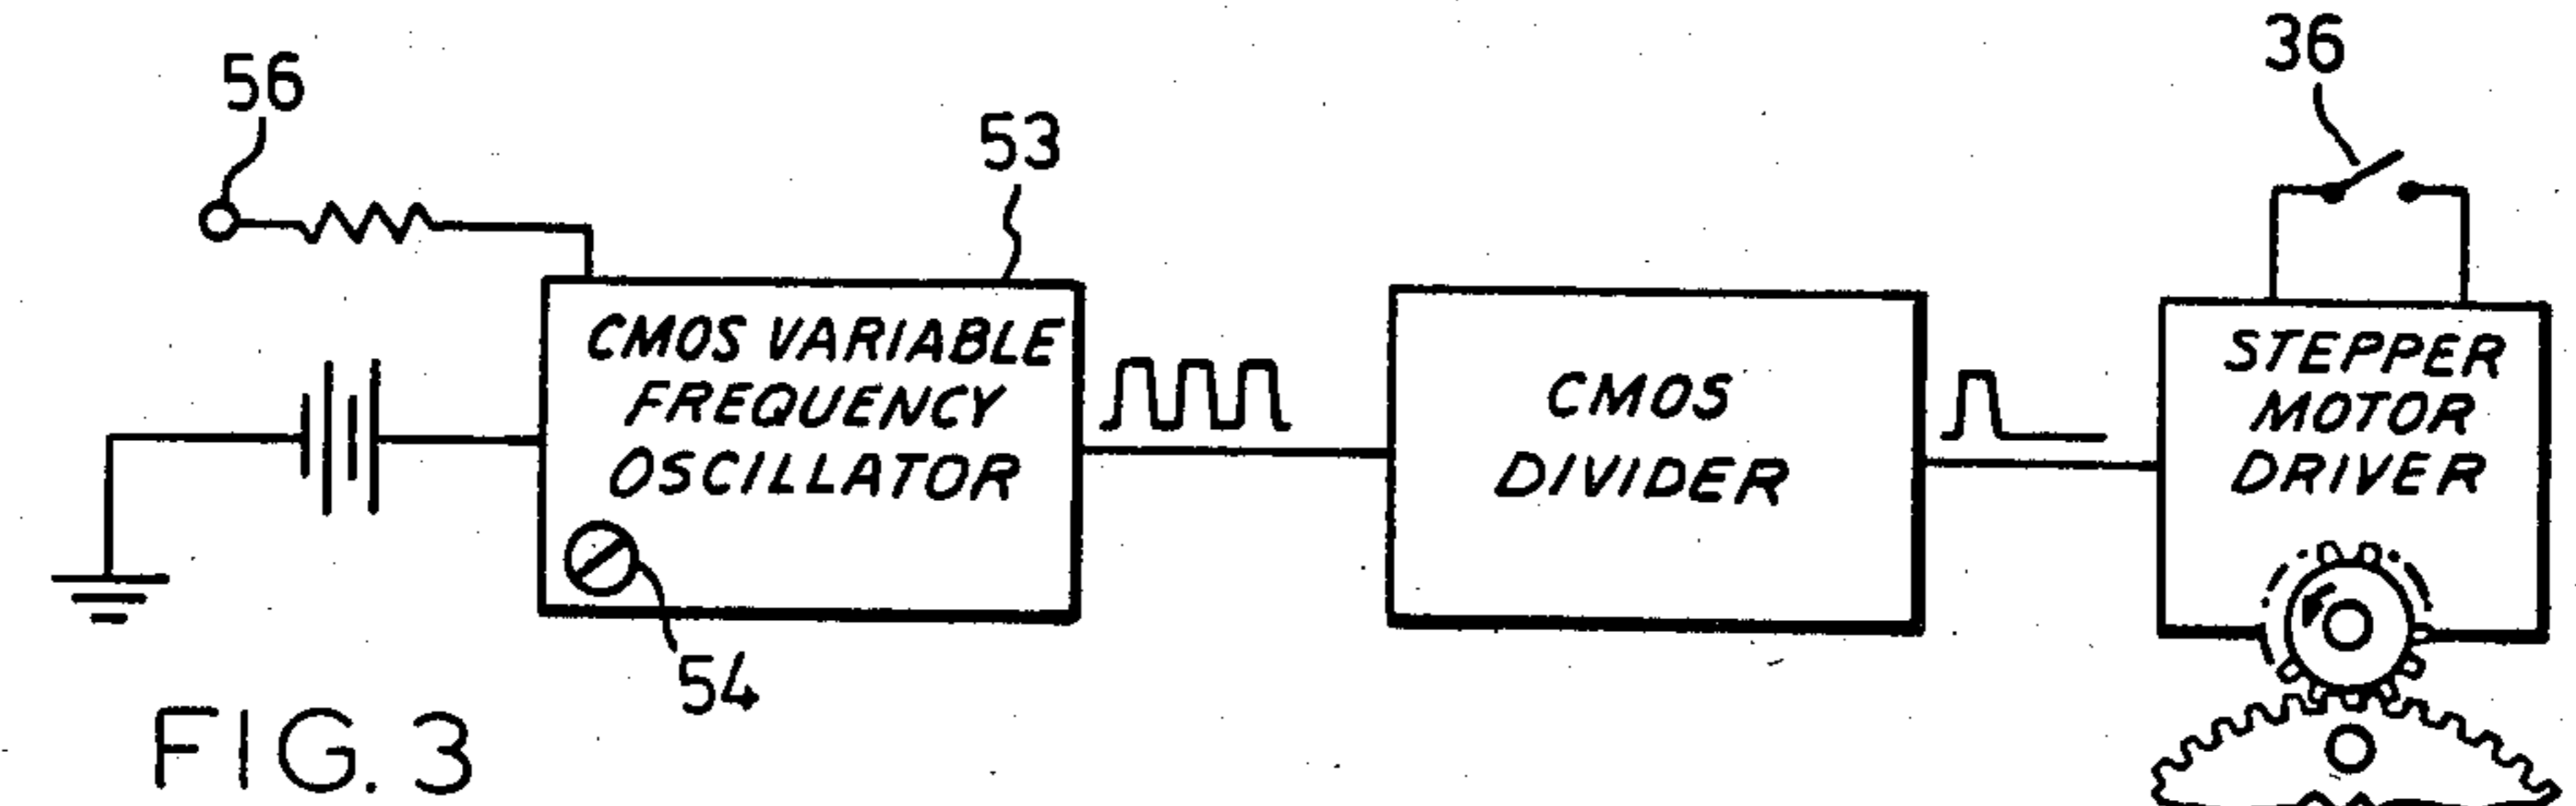 56
53
36
CMOS VARIABLE
FREQUENCY
OSCILLATOR
CMOS
DIVIDER
STEPPER
MOTOR
DRIVER
54
FIG. 3